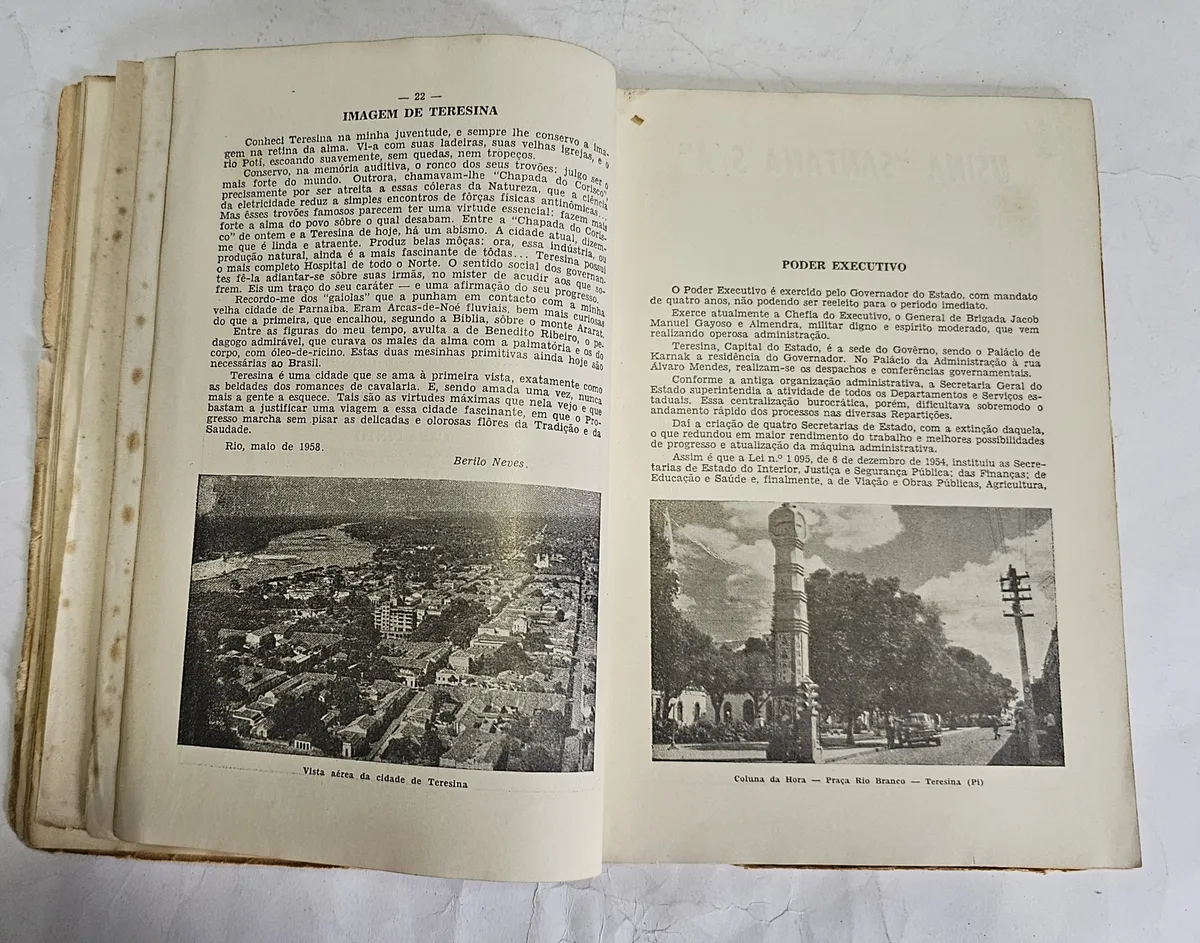 — 22 —
IMAGEM DE TERESINA
Conheci Teresina na minha juventude, e sempre lhe conservo a ima-
gem na retina da alma. Vi-a com suas ladeiras, suas velhas igrejas, e o
rio Poti, escoando suavemente, sem quedas, nem tropeços.
Conservo, na memória auditiva, o ronco dos seus trovões: julgo ser o
mais forte do mundo. Outrora, chamavam-lhe "Chapada do Corisco",
precisamente por ser atreita a essas cóleras da Natureza, que a ciência
da eletricidade reduz a simples encontros de fôrças físicas antinômicas...
Mas êsses trovões famosos parecem ter uma virtude essencial: fazem mais
forte a alma do povo sôbre o qual desabam. Entre a "Chapada do Coris-
co" de ontem e a Teresina de hoje, há um abismo. A cidade atual, dizem-
me que é linda e atraente. Produz belas môças: ora, essa indústria, ou
produção natural, ainda é a mais fascinante de tôdas... Teresina possui
o mais completo Hospital de todo o Norte. O sentido social dos governan-
tes fê-la adiantar-se sôbre suas irmãs, no mister de acudir aos que so-
frem. Eis um traço do seu caráter — e uma afirmação do seu progresso.
Recordo-me dos "gaiolas" que a punham em contacto com a minha
velha cidade de Parnaíba. Eram Arcas-de-Noé fluviais, bem mais curiosas
do que a primeira, que encalhou, segundo a Bíblia, sôbre o monte Ararat.
Entre as figuras do meu tempo, avulta a de Benedito Ribeiro, o pe-
dagogo admirável, que curava os males da alma com a palmatória e os do
corpo, com óleo-de-rícino. Estas duas mesinhas primitivas ainda hoje são
necessárias ao Brasil.
Teresina é uma cidade que se ama à primeira vista, exatamente como
as beldades dos romances de cavalaria. E, sendo amada uma vez, nunca
mais a gente a esquece. Tais são as virtudes máximas que nela vejo e que
bastam a justificar uma viagem a essa cidade fascinante, em que o Pro-
gresso marcha sem pisar as delicadas e olorosas flôres da Tradição e da
Saudade.
Rio, maio de 1958.
Berilo Neves.
Vista aérea da cidade de Teresina
PODER EXECUTIVO
O Poder Executivo é exercido pelo Governador do Estado, com mandato
de quatro anos, não podendo ser reeleito para o período imediato.
Exerce atualmente a Chefia do Executivo, o General de Brigada Jacob
Manuel Gayoso e Almendra, militar digno e espírito moderado, que vem
realizando operosa administração.
Teresina, Capital do Estado, é a sede do Govêrno, sendo o Palácio de
Karnak a residência do Governador. No Palácio da Administração à rua
Álvaro Mendes, realizam-se os despachos e conferências governamentais.
Conforme a antiga organização administrativa, a Secretaria Geral do
Estado superintendia a atividade de todos os Departamentos e Serviços es-
taduais. Essa centralização burocrática, porém, dificultava sobremodo o
andamento rápido dos processos nas diversas Repartições.
Daí a criação de quatro Secretarias de Estado, com a extinção daquela,
o que redundou em maior rendimento do trabalho e melhores possibilidades
de progresso e atualização da máquina administrativa.
Assim é que a Lei n.º 1 095, de 6 de dezembro de 1954, instituiu as Secre-
tarias de Estado do Interior, Justiça e Segurança Pública; das Finanças; de
Educação e Saúde e, finalmente, a de Viação e Obras Públicas, Agricultura,
Coluna da Hora — Praça Rio Branco — Teresina (Pi)